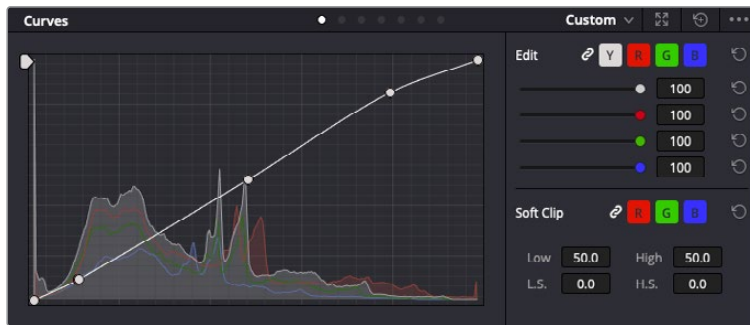 Curves Custom
Edit Y R G B
100
100
100
100
Soft Clip R G B
Low 50.0 High 50.0
L.S. 0.0 H.S. 0.0